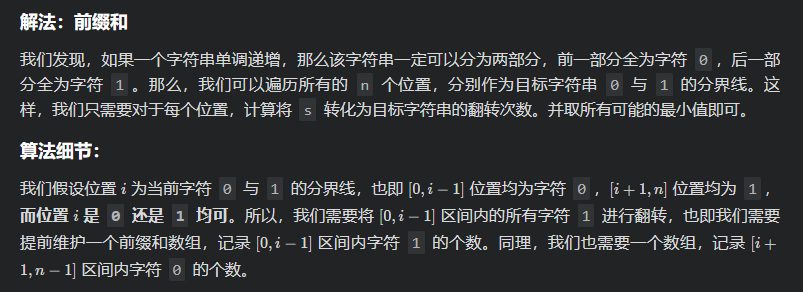 解法：前缀和
我们发现，如果一个字符串单调递增，那么该字符串一定可以分为两部分，前一部分全为字符 0，后一部
分全为字符 1。那么，我们可以遍历所有的 n 个位置，分别作为目标字符串 0 与 1 的分界线。这
样，我们只需要对于每个位置，计算将 s 转化为目标字符串的翻转次数。并取所有可能的最小值即可。
算法细节：
我们假设位置 i 为当前字符 0 与 1 的分界线，也即 [0, i − 1] 位置均为字符 0，[i + 1, n] 位置均为 1，
而位置 i 是 0 还是 1 均可。所以，我们需要将 [0, i − 1] 区间内的所有字符 1 进行翻转，也即我们需要
提前维护一个前缀和数组，记录 [0, i − 1] 区间内字符 1 的个数。同理，我们也需要一个数组，记录 [i +
1, n − 1] 区间内字符 0 的个数。